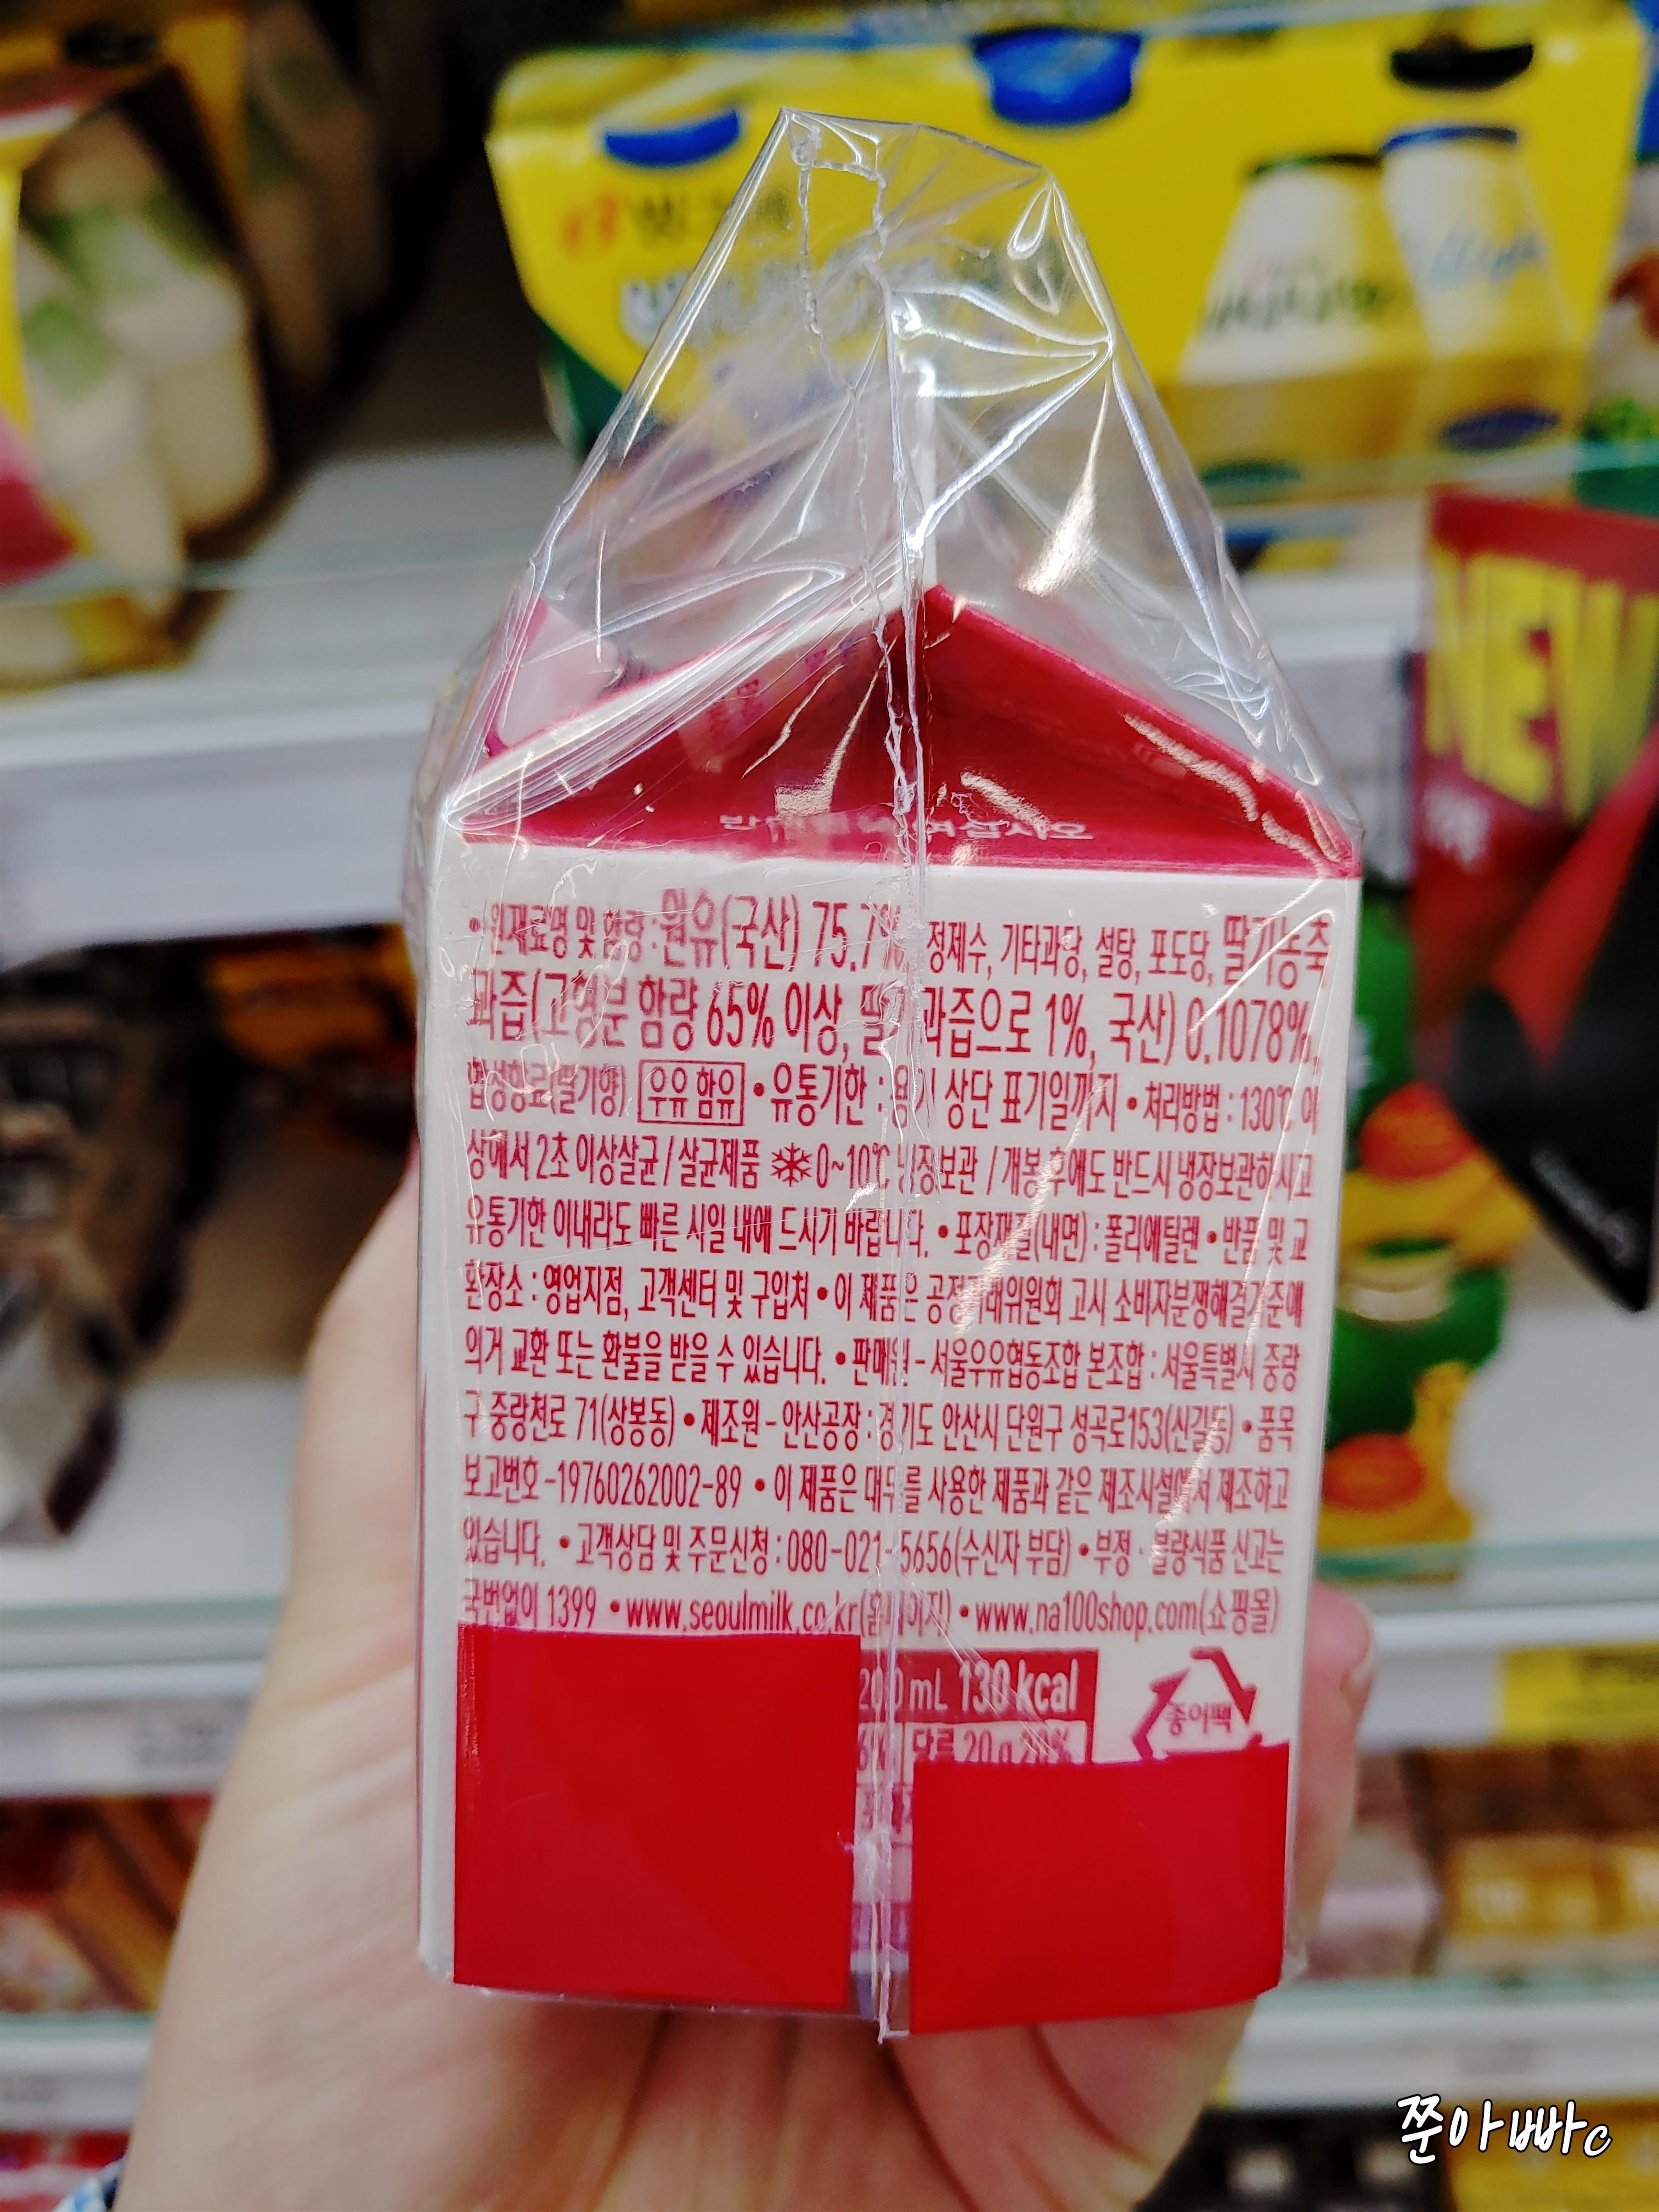 빙그레
NEW
•원재료명 및 함량 : 원유(국산) 75.7%, 정제수, 기타과당, 설탕, 포도당, 딸기농축
과즙(고형분 함량 65% 이상, 딸기과즙으로 1%, 국산) 0.1078%,
합성향료(딸기향) 우유 함유 •유통기한 : 용기 상단 표기일까지 •처리방법 : 130℃ 이
상에서 2초 이상살균 / 살균제품 0~10℃ 냉장보관 / 개봉 후에도 반드시 냉장보관하시고
유통기한 이내라도 빠른 시일 내에 드시기 바랍니다. •포장재질(내면) : 폴리에틸렌 •반품 및 교
환장소 : 영업지점, 고객센터 및 구입처 •이 제품은 공정거래위원회 고시 소비자분쟁해결기준에
의거 교환 또는 환불을 받을 수 있습니다. •판매원 - 서울우유협동조합 본조합 : 서울특별시 중랑
구 중랑천로 71(상봉동) •제조원 - 안산공장 : 경기도 안산시 단원구 성곡로153(신길동) •품목
보고번호 -19760262002-89 •이 제품은 대두를 사용한 제품과 같은 제조시설에서 제조하고
있습니다. •고객상담 및 주문신청 : 080-021-5656(수신자 부담) •부정 · 불량식품 신고는
국번없이 1399 •www.seoulmilk.co.kr(홈페이지) •www.na100shop.com(쇼핑몰)
200 mL 130 kcal
종이팩
당류 20 g 20%
쭌아빠c